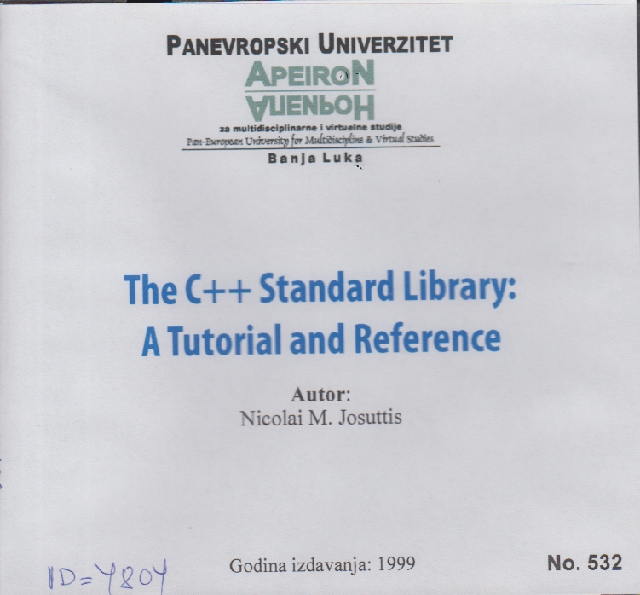 PANEVROPSKI UNIVERZITET
APEIRON
za multidisciplinarne i virtuelne studije
Pan-European University for Multidiscipline & Virtual Studies
Banja Luka
The C++ Standard Library:
A Tutorial and Reference
Autor:
Nicolai M. Josuttis
Godina izdavanja: 1999
No. 532
ID=4804